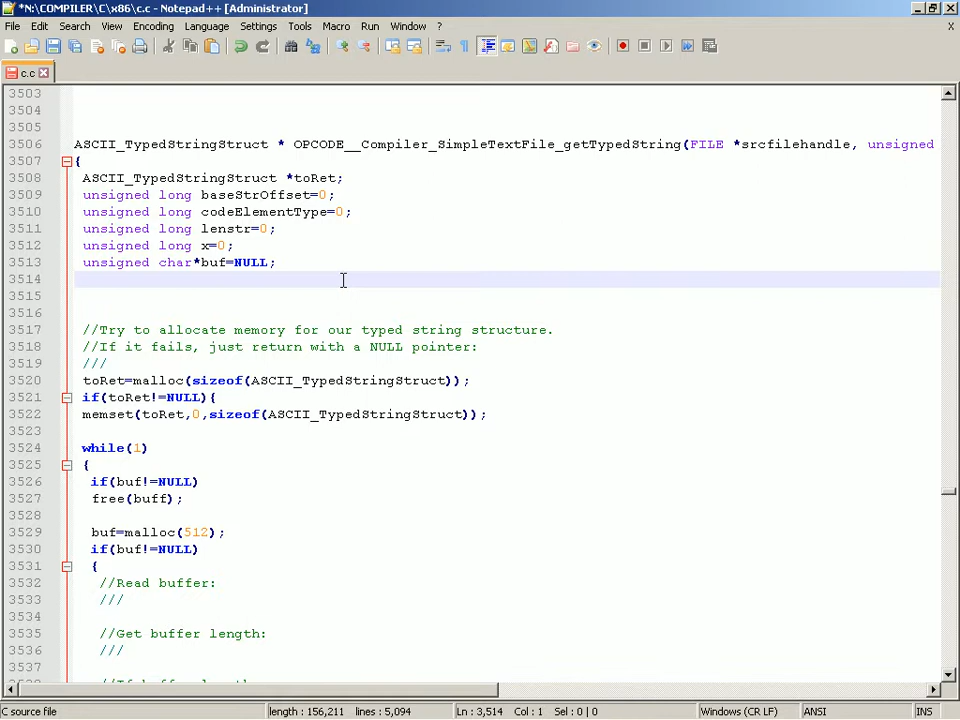 *N:\COMPILER\C\x86\c.c - Notepad++ [Administrator]
File Edit Search View Encoding Language Settings Tools Macro Run Window ? X
c.c
3503
3504
3505
3506 ASCII_TypedStringStruct * OPCODE__Compiler_SimpleTextFile_getTypedString(FILE *srcfilehandle, unsigned
3507 {
3508 ASCII_TypedStringStruct *toRet;
3509 unsigned long baseStrOffset=0;
3510 unsigned long codeElementType=0;
3511 unsigned long lenstr=0;
3512 unsigned long x=0;
3513 unsigned char*buf=NULL;
3514
3515
3516
3517 //Try to allocate memory for our typed string structure.
3518 //If it fails, just return with a NULL pointer:
3519 ///
3520 toRet=malloc(sizeof(ASCII_TypedStringStruct));
3521 if(toRet!=NULL){
3522 memset(toRet,0,sizeof(ASCII_TypedStringStruct));
3523
3524 while(1)
3525 {
3526 if(buf!=NULL)
3527 free(buff);
3528
3529 buf=malloc(512);
3530 if(buf!=NULL)
3531 {
3532 //Read buffer:
3533 ///
3534
3535 //Get buffer length:
3536 ///
3537
C source file length : 156,211 lines : 5,094 Ln : 3,514 Col : 1 Sel : 0 | 0 Windows (CR LF) ANSI INS